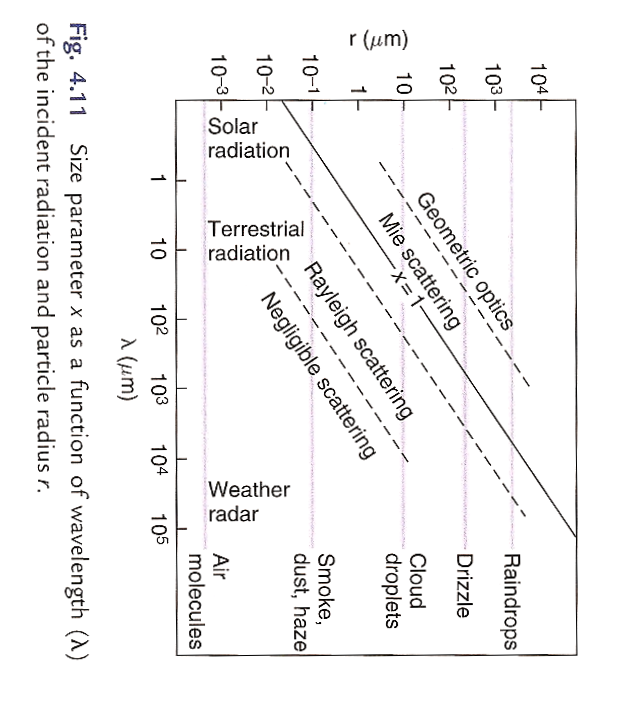 r (μm)
10⁴
10³
10²
10
1
10⁻¹
10⁻²
10⁻³
Geometric optics
Mie scattering
x = 1
Rayleigh scattering
Negligible scattering
Solar
radiation
Terrestrial
radiation
Weather
radar
Raindrops
Drizzle
Cloud
droplets
Smoke,
dust, haze
Air
molecules
1
10
10²
10³
10⁴
10⁵
λ (μm)
Fig. 4.11 Size parameter x as a function of wavelength (λ)
of the incident radiation and particle radius r.